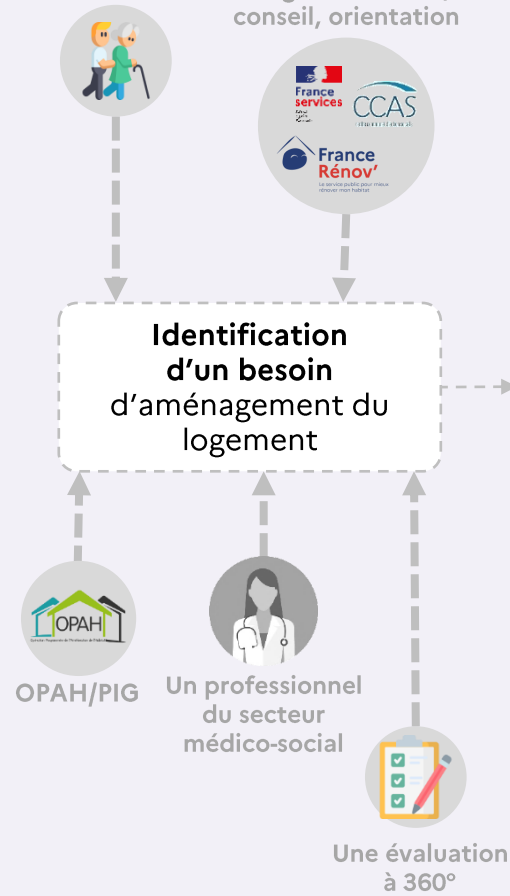 conseil, orientation
France
services
CCAS
France
Rénov'
Le service public pour mieux
rénover mon habitat
Identification
d'un besoin
d'aménagement du
logement
OPAH
OPAH/PIG
Un professionnel
du secteur
médico-social
Une évaluation
à 360°